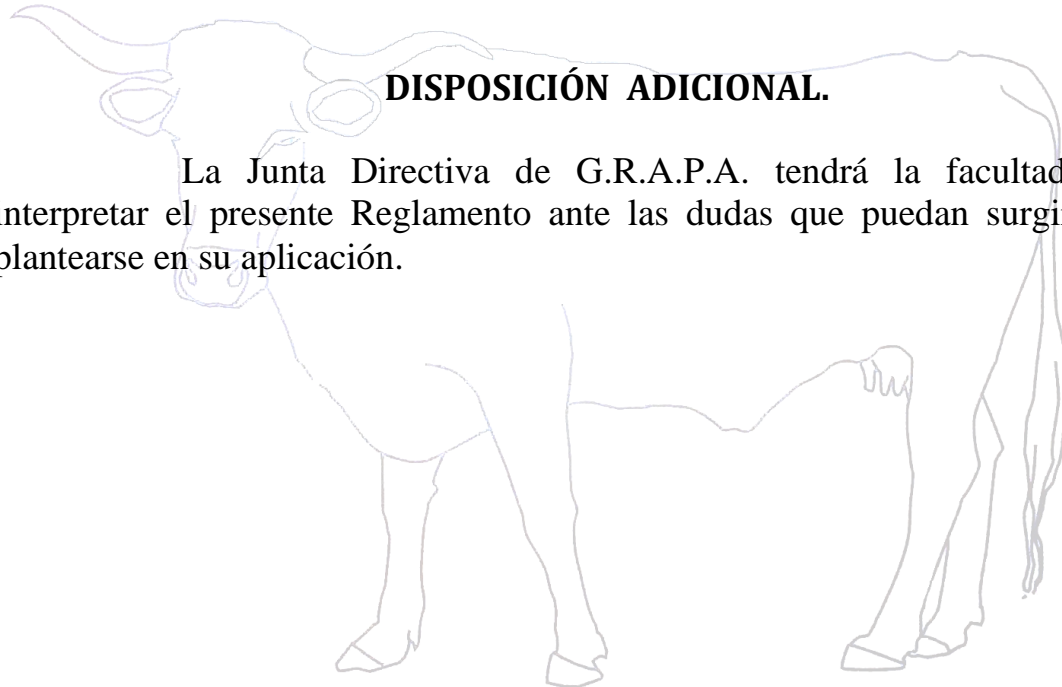 DISPOSICIÓN ADICIONAL.
La Junta Directiva de G.R.A.P.A. tendrá la facultad
interpretar el presente Reglamento ante las dudas que puedan surgi
plantearse en su aplicación.